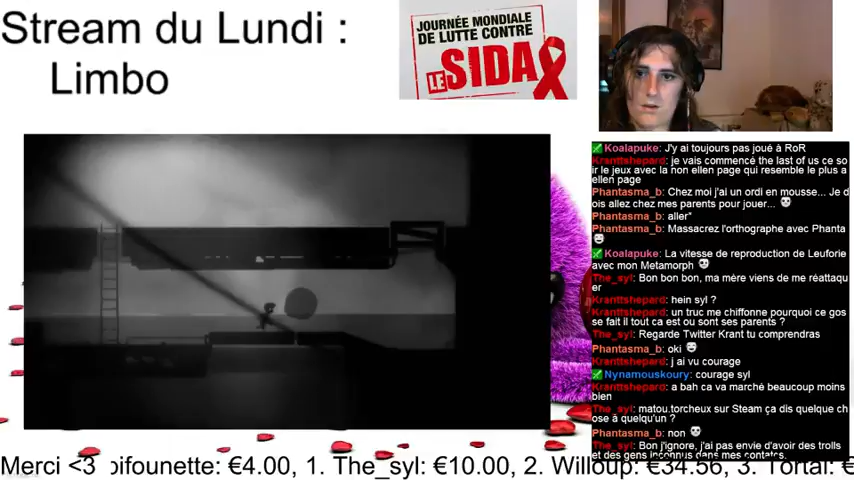 Stream du Lundi :
Limbo
JOURNÉE MONDIALE
DE LUTTE CONTRE
LE SIDA
Koalapuke: J'y ai toujours pas joué à RoR
Kranttshepard: je vais commencé the last of us ce so
ir le jeux avec la non ellen page qui resemble le plus a
ellen page
Phantasma_b: Chez moi j'ai un ordi en mousse... Je d
ois allez chez mes parents pour jouer...
Phantasma_b: aller*
Phantasma_b: Massacrez l'orthographe avec Phanta
Koalapuke: La vitesse de reproduction de Leuforie
avec mon Metamorph
The_syl: Bon bon bon, ma mère viens de me réattaqu
er
Kranttshepard: hein syl ?
Kranttshepard: un truc me chiffonne pourquoi ce gos
se fait il tout ca est ou sont ses parents ?
The_syl: Regarde Twitter Krant tu comprendras
Phantasma_b: oki
Kranttshepard: j ai vu courage
Nynamouskoury: courage syl
Kranttshepard: a bah ca va marché beaucoup moins
bien
The_syl: matou.torcheux sur Steam ça dis quelque ch
ose à quelqu'un ?
Phantasma_b: non
The_syl: Bon j'ignore, j'ai pas envie d'avoir des trolls
et des gens inconnus dans mes contacts.
Merci <3 oifounette: €4.00, 1. The_syl: €10.00, 2. Willoup: €34.56, 3. Tortal: €